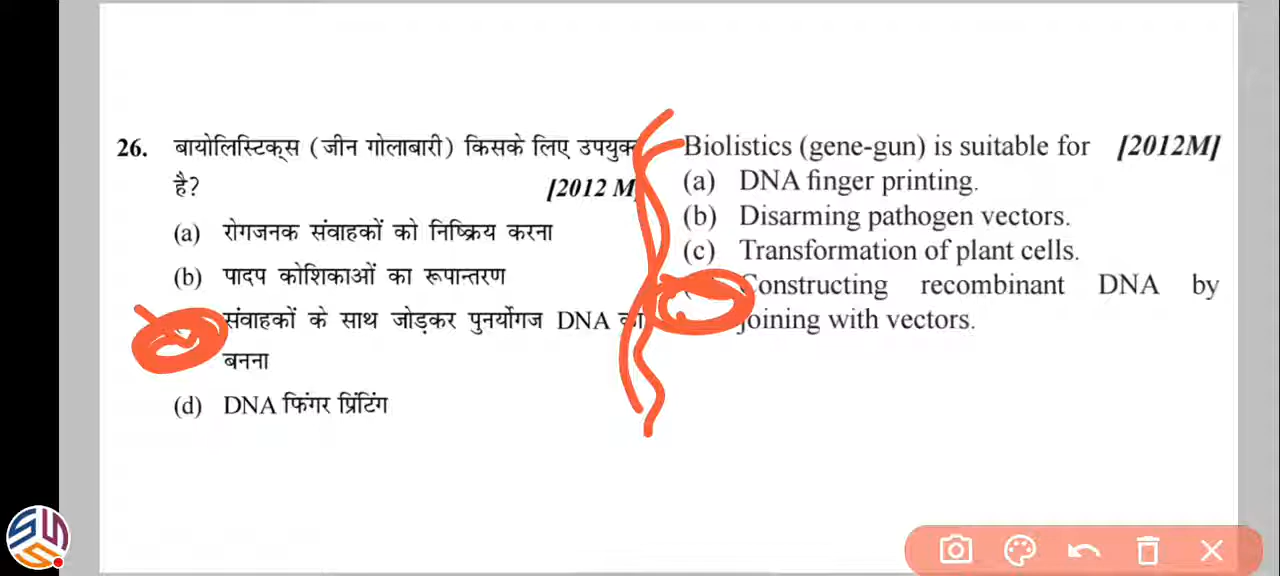 26. बायोलिस्टिक्स (जीन गोलाबारी) किसके लिए उपयुक्त
है? [2012 M]
(a) रोगजनक संवाहकों को निष्क्रिय करना
(b) पादप कोशिकाओं का रूपान्तरण
संवाहकों के साथ जोड़कर पुनर्योगज DNA का
बनना
(d) DNA फिंगर प्रिंटिंग
Biolistics (gene-gun) is suitable for [2012M]
(a) DNA finger printing.
(b) Disarming pathogen vectors.
(c) Transformation of plant cells.
Constructing recombinant DNA by
joining with vectors.